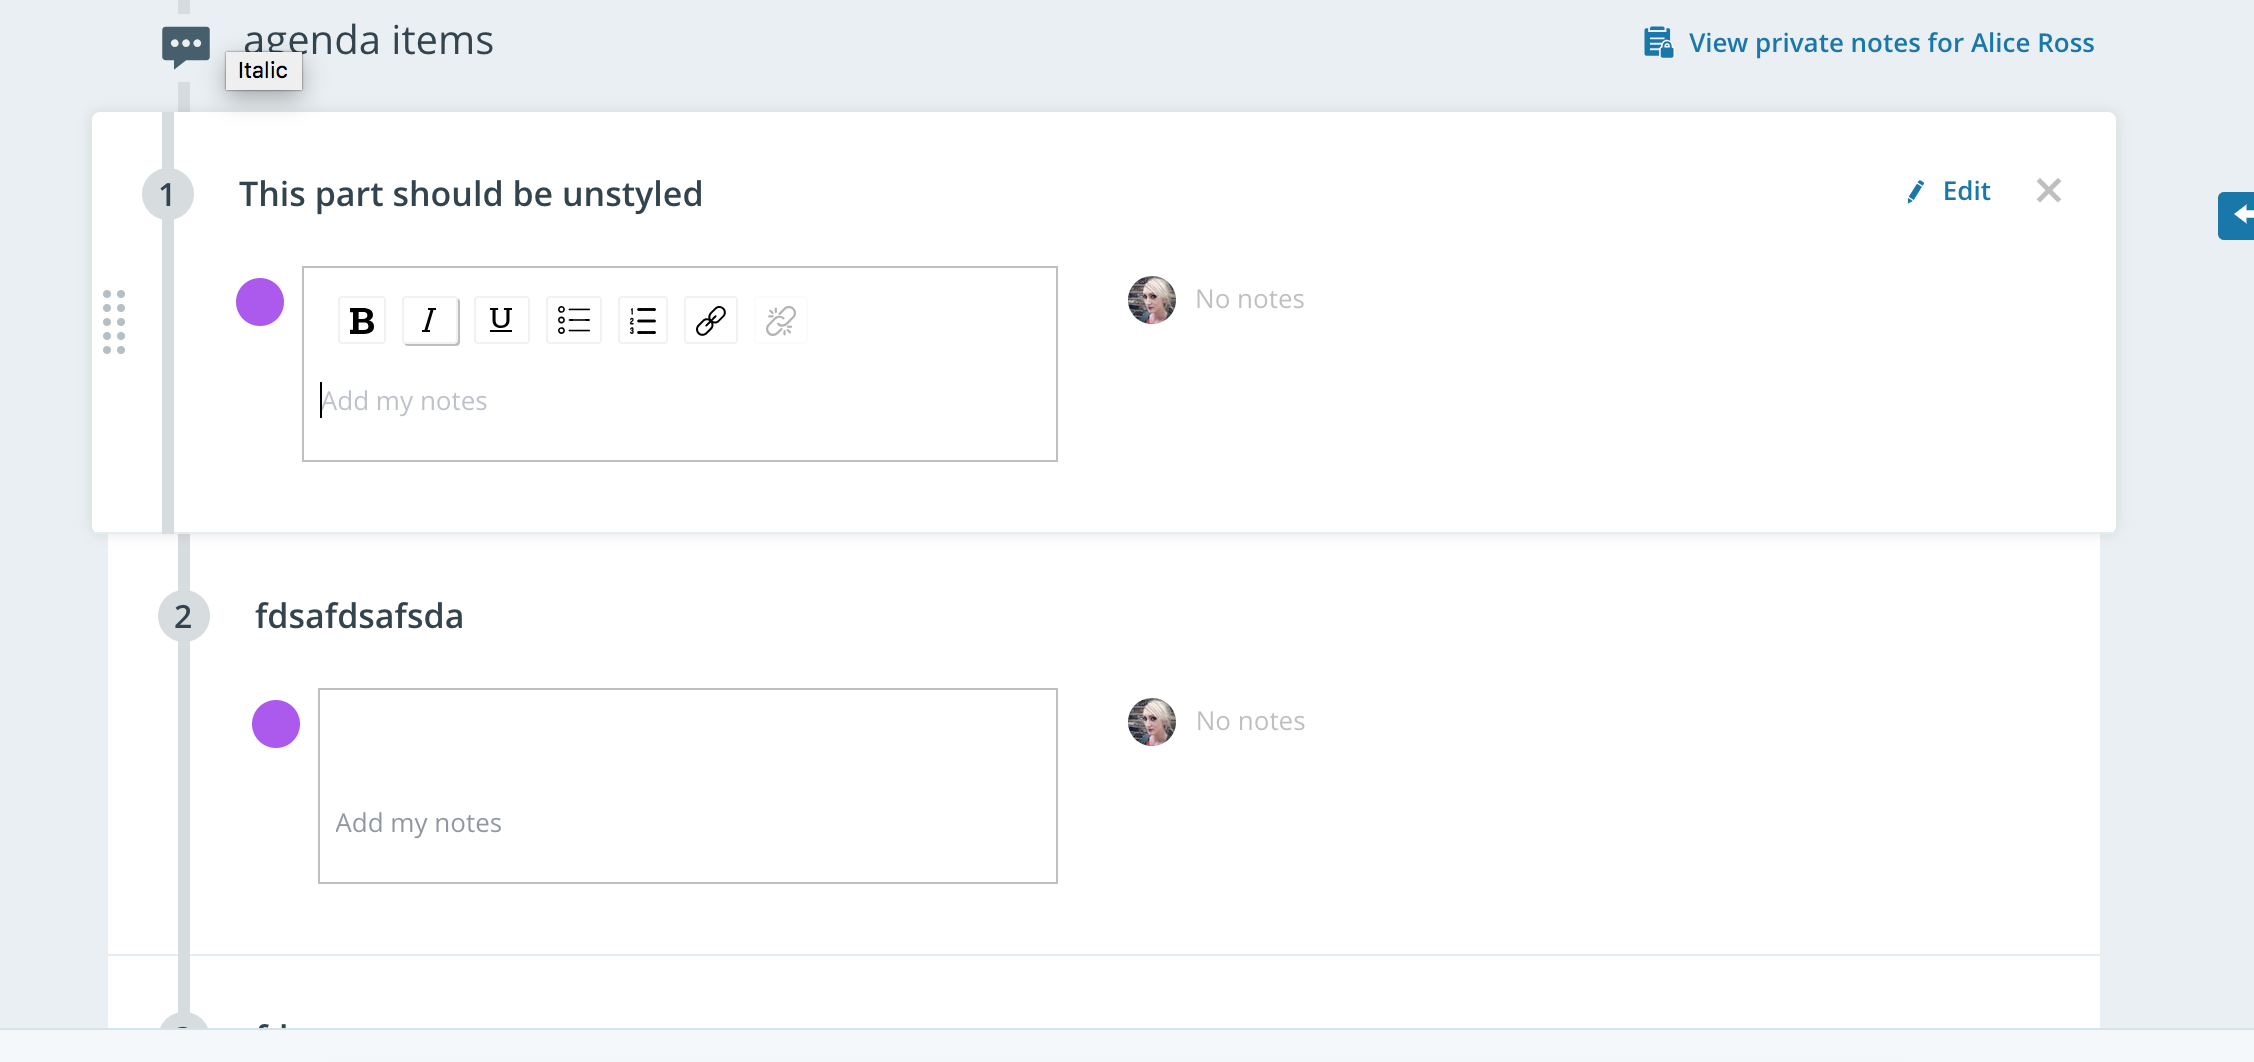 agenda items
View private notes for Alice Ross
Italic
1
This part should be unstyled
Edit
B I U
No notes
Add my notes
2
fdsafdsafsda
No notes
Add my notes